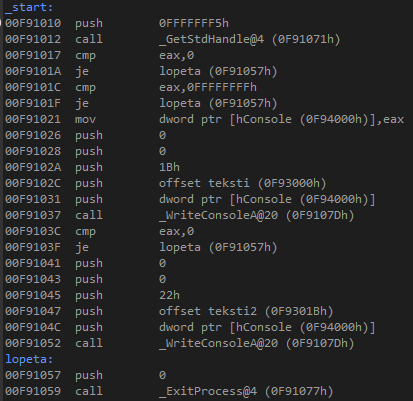 _start:
00F91010 push 0FFFFFFF5h
00F91012 call _GetStdHandle@4 (0F91071h)
00F91017 cmp eax,0
00F9101A je lopeta (0F91057h)
00F9101C cmp eax,0FFFFFFFFh
00F9101F je lopeta (0F91057h)
00F91021 mov dword ptr [hConsole (0F94000h)],eax
00F91026 push 0
00F91028 push 0
00F9102A push 1Bh
00F9102C push offset teksti (0F93000h)
00F91031 push dword ptr [hConsole (0F94000h)]
00F91037 call _WriteConsoleA@20 (0F9107Dh)
00F9103C cmp eax,0
00F9103F je lopeta (0F91057h)
00F91041 push 0
00F91043 push 0
00F91045 push 22h
00F91047 push offset teksti2 (0F9301Bh)
00F9104C push dword ptr [hConsole (0F94000h)]
00F91052 call _WriteConsoleA@20 (0F9107Dh)
lopeta:
00F91057 push 0
00F91059 call _ExitProcess@4 (0F91077h)